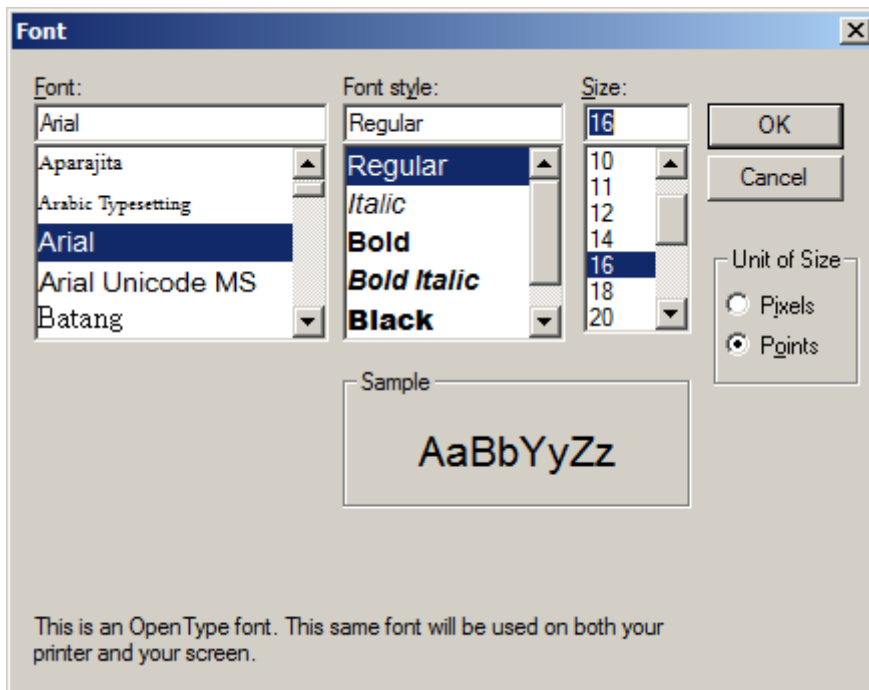 Font
Font:
Font style:
Size:
Arial
Regular
16
OK
Cancel
Aparajita
Arabic Typesetting
Arial
Arial Unicode MS
Batang
Regular
Italic
Bold
Bold Italic
Black
10
11
12
14
16
18
20
Unit of Size
Pixels
Points
Sample
AaBbYyZz
This is an OpenType font. This same font will be used on both your
printer and your screen.